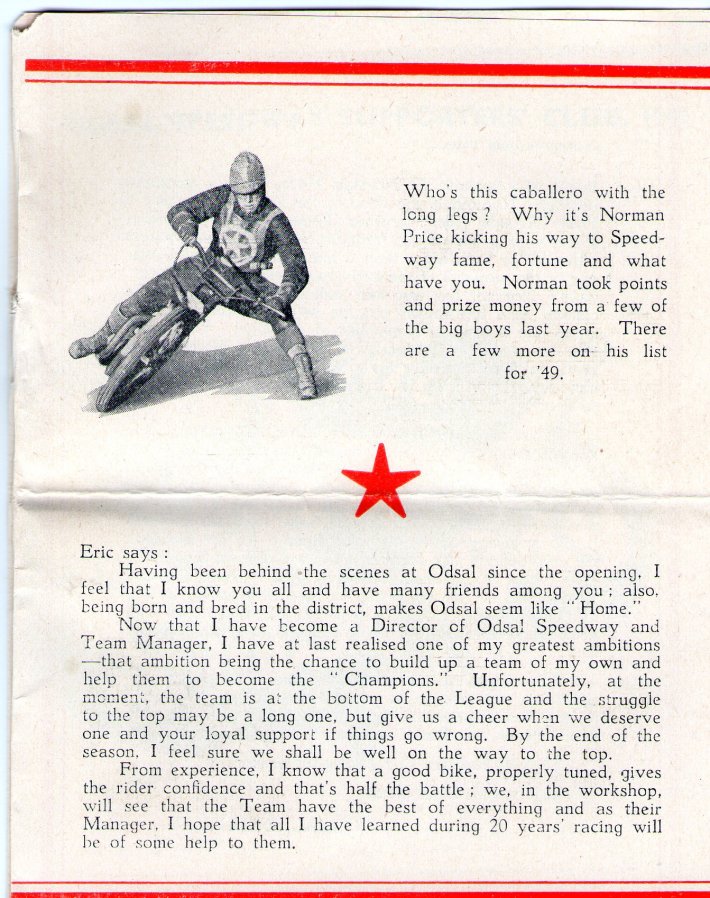 Who's this caballero with the
long legs ? Why it's Norman
Price kicking his way to Speed-
way fame, fortune and what
have you. Norman took points
and prize money from a few of
the big boys last year. There
are a few more on his list
for '49.
Eric says :
Having been behind the scenes at Odsal since the opening, I
feel that I know you all and have many friends among you ; also,
being born and bred in the district, makes Odsal seem like "Home."
Now that I have become a Director of Odsal Speedway and
Team Manager, I have at last realised one of my greatest ambitions
—that ambition being the chance to build up a team of my own and
help them to become the "Champions." Unfortunately, at the
moment, the team is at the bottom of the League and the struggle
to the top may be a long one, but give us a cheer when we deserve
one and your loyal support if things go wrong. By the end of the
season, I feel sure we shall be well on the way to the top.
From experience, I know that a good bike, properly tuned, gives
the rider confidence and that's half the battle ; we, in the workshop,
will see that the Team have the best of everything and as their
Manager, I hope that all I have learned during 20 years' racing will
be of some help to them.